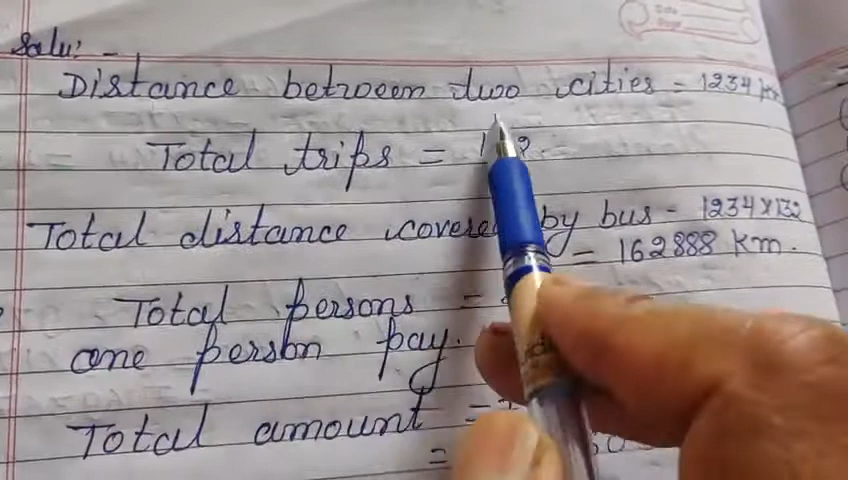 Solu: -
Distance between two cities = 1234 km
Total trips =
Total distance covered by bus - 1234 x 132
= 162888 km.
Total persons =
one person pay.
Total amount =
=